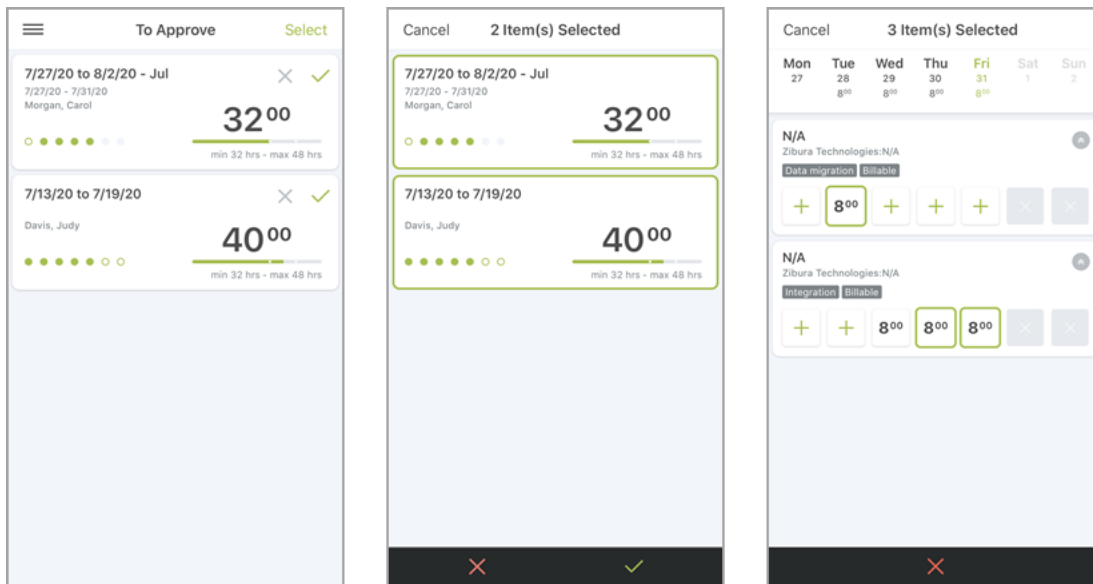 To Approve Select
7/27/20 to 8/2/20 - Jul
7/27/20 - 7/31/20
Morgan, Carol
32⁰⁰
min 32 hrs - max 48 hrs
7/13/20 to 7/19/20
Davis, Judy
40⁰⁰
min 32 hrs - max 48 hrs
Cancel 2 Item(s) Selected
7/27/20 to 8/2/20 - Jul
7/27/20 - 7/31/20
Morgan, Carol
32⁰⁰
min 32 hrs - max 48 hrs
7/13/20 to 7/19/20
Davis, Judy
40⁰⁰
min 32 hrs - max 48 hrs
Cancel 3 Item(s) Selected
Mon Tue Wed Thu Fri Sat Sun
27 28 29 30 31 1 2
8⁰⁰ 8⁰⁰ 8⁰⁰ 8⁰⁰
N/A
Zibura Technologies:N/A
Data migration Billable
8⁰⁰
N/A
Zibura Technologies:N/A
Integration Billable
8⁰⁰ 8⁰⁰ 8⁰⁰